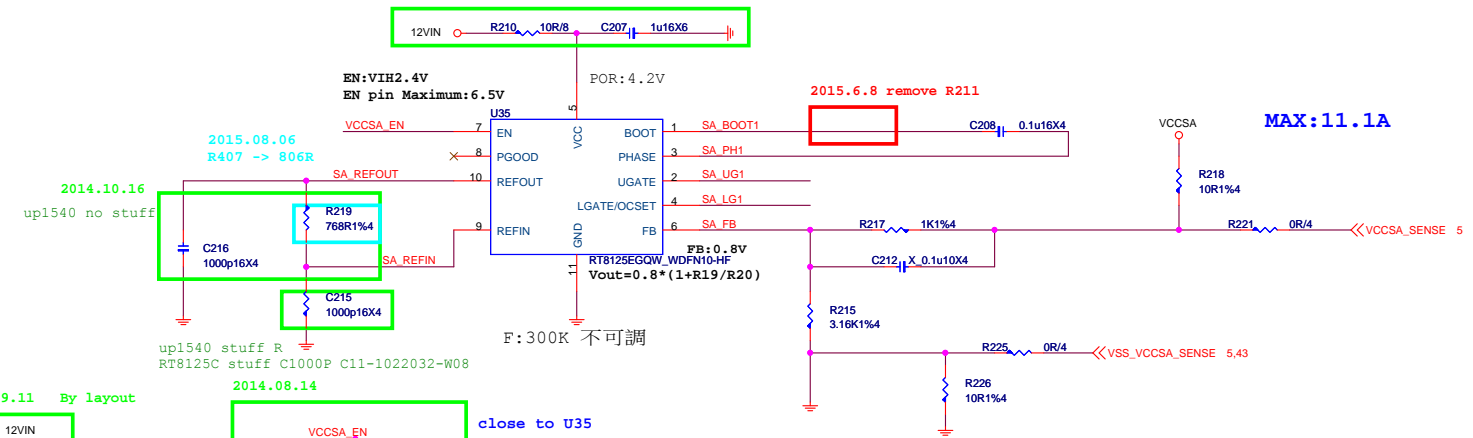 12VIN
R210
10R/8
C207
1u16X6
EN:VIH2.4V
EN pin Maximum:6.5V
POR:4.2V
2015.6.8 remove R211
MAX:11.1A
U35
5
VCC
VCCSA_EN
7
EN
BOOT
1
SA_BOOT1
C208
0.1u16X4
VCCSA
2015.08.06
R407 -> 806R
8
PGOOD
PHASE
3
SA_PH1
SA_REFOUT
10
REFOUT
UGATE
2
SA_UG1
R218
10R1%4
2014.10.16
up1540 no stuff
LGATE/OCSET
4
SA_LG1
R219
768R1%4
9
REFIN
GND
FB
6
SA_FB
R217
1K1%4
R221
0R/4
VCCSA_SENSE 5
C216
1000p16X4
SA_REFIN
11
FB:0.8V
RT8125EGQW_WDFN10-HF
Vout=0.8*(1+R19/R20)
C212
X_0.1u10X4
C215
1000p16X4
R215
3.16K1%4
F:300K 不可調
up1540 stuff R
RT8125C stuff C1000P C11-1022032-W08
R225
0R/4
VSS_VCCSA_SENSE 5,43
R226
10R1%4
9.11 By layout
2014.08.14
12VIN
VCCSA_EN
close to U35